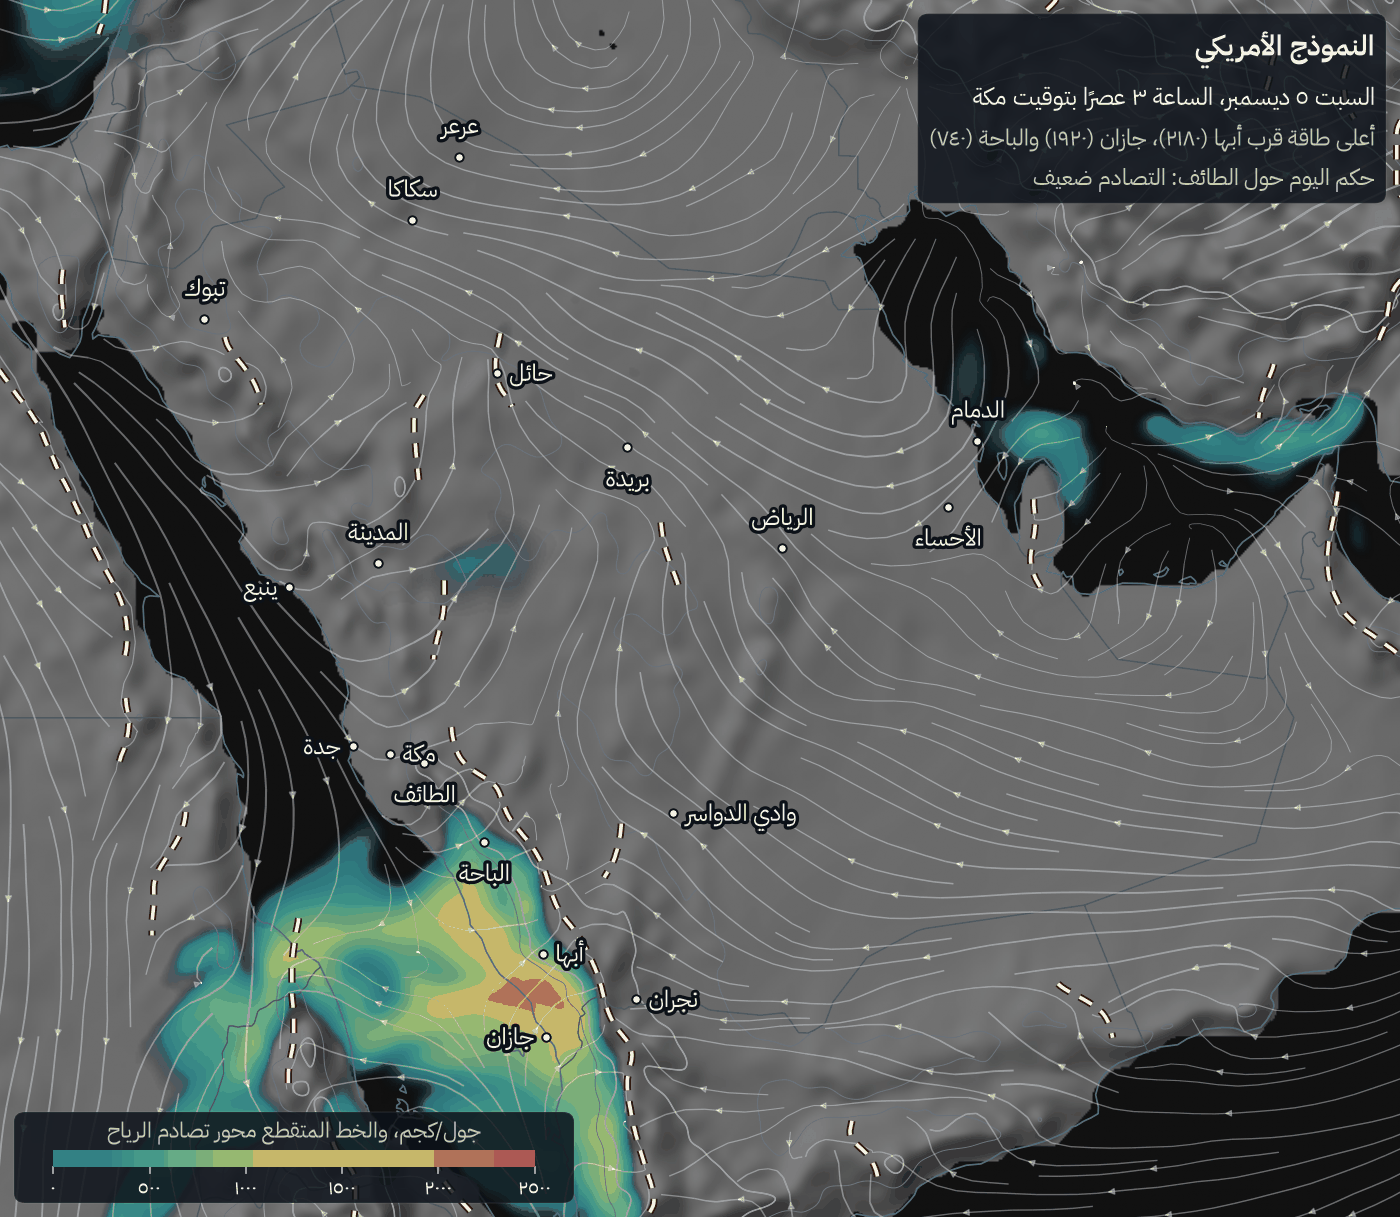 النموذج الأمريكي
السبت ٥ ديسمبر، الساعة ٣ عصرًا بتوقيت مكة
أعلى طاقة قرب أبها (٢١٨٠)، جازان (١٩٢٠) والباحة (٧٤٠)
حكم اليوم حول الطائف: التصادم ضعيف
عرعر
سكاكا
تبوك
حائل
الدمام
بريدة
الرياض
الأحساء
المدينة
ينبع
جدة
مكة
الطائف
وادي الدواسر
الباحة
أبها
نجران
جازان
جول/كجم، والخط المتقطع محور تصادم الرياح
٠ ٥٠٠ ١٠٠٠ ١٥٠٠ ٢٠٠٠ ٢٥٠٠